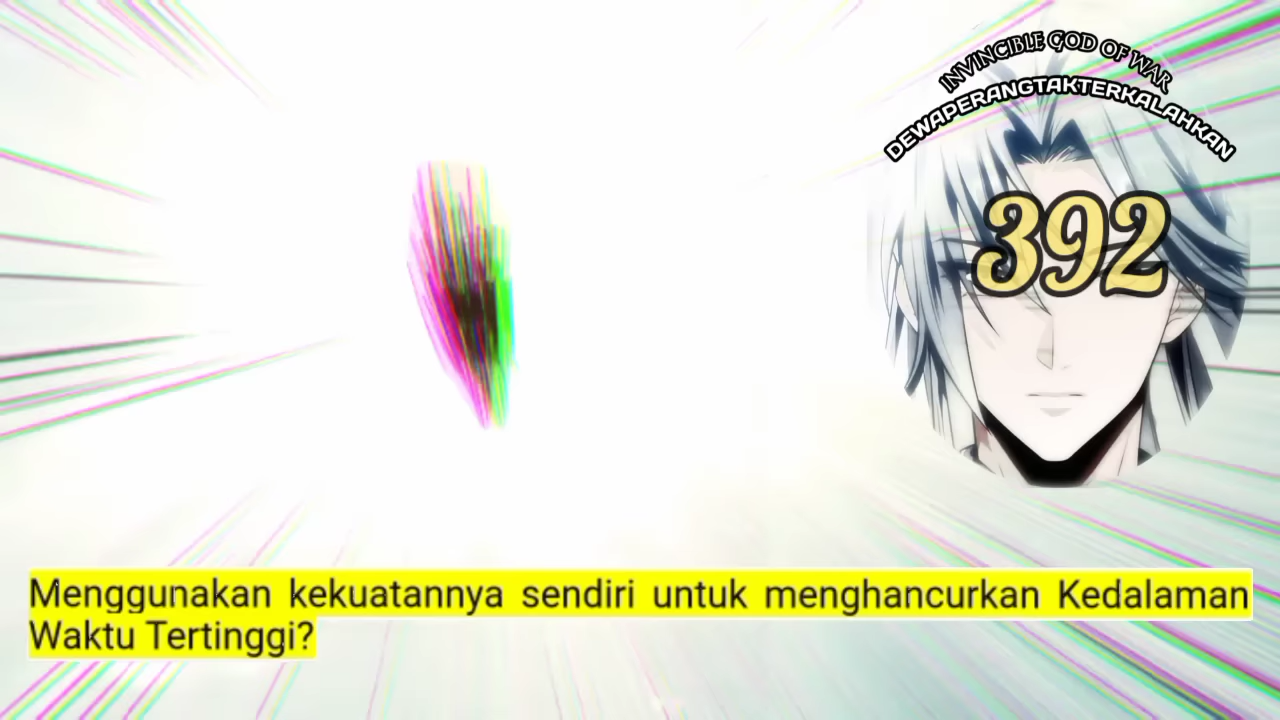 INVINCIBLE GOD OF WAR
DEWAPERANGTAKTERKALAHKAN
392
Menggunakan kekuatannya sendiri untuk menghancurkan Kedalaman
Waktu Tertinggi?